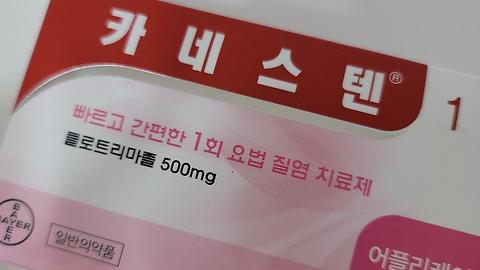 카네스텐®
1
빠르고 간편한 1회 요법 질염 치료제
클로트리마졸 500mg
BAYER
BAYER
일반의약품